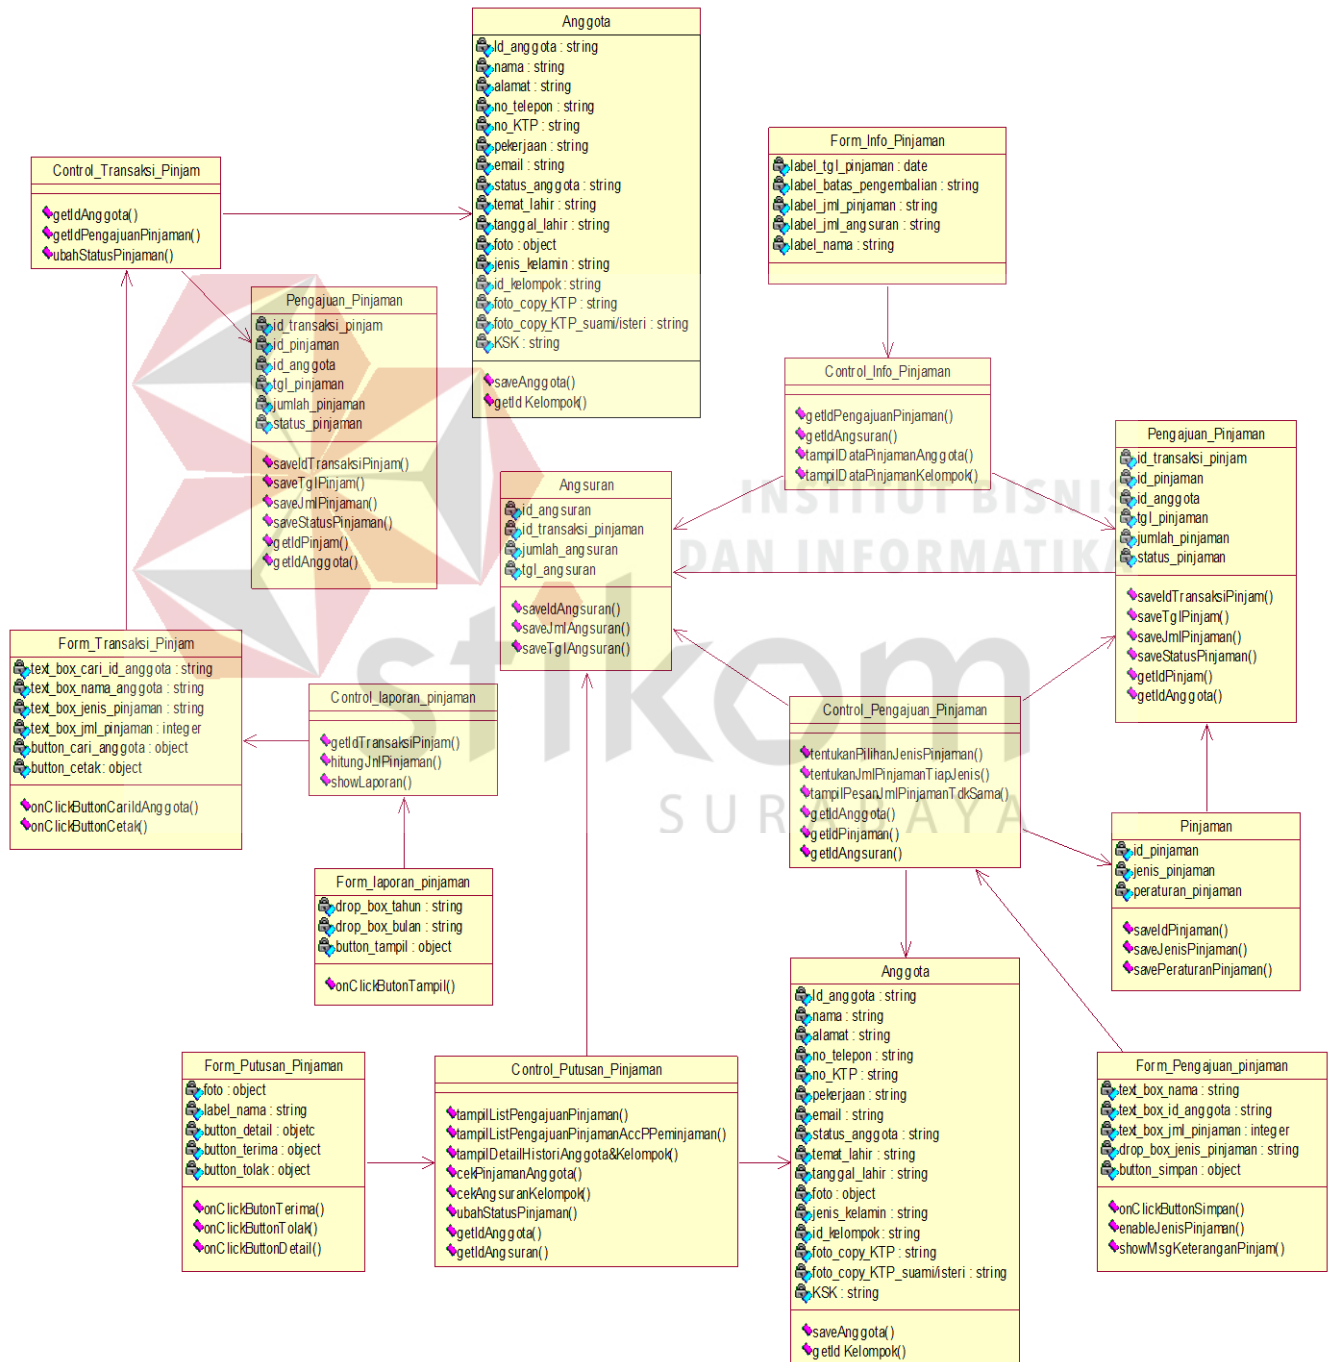 Anggota
Id_anggota : string
nama : string
alamat : string
no_telepon : string
no_KTP : string
pekerjaan : string
email : string
status_anggota : string
temat_lahir : string
tanggal_lahir : string
foto : object
jenis_kelamin : string
id_kelompok : string
foto_copy_KTP : string
foto_copy_KTP_suami/isteri : string
KSK : string
saveAnggota()
getId Kelompok()
Form_Info_Pinjaman
label_tgl_pinjaman : date
label_batas_pengembalian : string
label_jml_pinjaman : string
label_jml_angsuran : string
label_nama : string
Control_Transaksi_Pinjam
getIdAnggota()
getIdPengajuanPinjaman()
ubahStatusPinjaman()
Pengajuan_Pinjaman
id_transaksi_pinjam
id_pinjaman
id_anggota
tgl_pinjaman
jumlah_pinjaman
status_pinjaman
saveIdTransaksiPinjam()
saveTglPinjam()
saveJmlPinjaman()
saveStatusPinjaman()
getIdPinjam()
getIdAnggota()
Control_Info_Pinjaman
getIdPengajuanPinjaman()
getIdAngsuran()
tampilDataPinjamanAnggota()
tampilDataPinjamanKelompok()
Pengajuan_Pinjaman
id_transaksi_pinjam
id_pinjaman
id_anggota
tgl_pinjaman
jumlah_pinjaman
status_pinjaman
saveIdTransaksiPinjam()
saveTglPinjam()
saveJmlPinjaman()
saveStatusPinjaman()
getIdPinjam()
getIdAnggota()
Angsuran
id_angsuran
id_transaksi_pinjaman
jumlah_angsuran
tgl_angsuran
saveIdAngsuran()
saveJmlAngsuran()
saveTglAngsuran()
INSTITUT BISNIS
DAN INFORMATIKA
stikom
SURABAYA
Form_Transaksi_Pinjam
text_box_cari_id_anggota : string
text_box_nama_anggota : string
text_box_jenis_pinjaman : string
text_box_jml_pinjaman : integer
button_cari_anggota : object
button_cetak : object
onClickButtonCariIdAnggota()
onClickButtonCetak()
Control_laporan_pinjaman
getIdTransaksiPinjam()
hitungJnlPinjaman()
showLaporan()
Control_Pengajuan_Pinjaman
tentukanPilihanJenisPinjaman()
tentukanJmlPinjamanTiapJenis()
tampilPesanJmlPinjamanTdkSama()
getIdAnggota()
getIdPinjaman()
getIdAngsuran()
Pinjaman
id_pinjaman
jenis_pinjaman
peraturan_pinjaman
saveIdPinjaman()
saveJenisPinjaman()
savePeraturanPinjaman()
Form_laporan_pinjaman
drop_box_tahun : string
drop_box_bulan : string
button_tampil : object
onClickButonTampil()
Anggota
Id_anggota : string
nama : string
alamat : string
no_telepon : string
no_KTP : string
pekerjaan : string
email : string
status_anggota : string
temat_lahir : string
tanggal_lahir : string
foto : object
jenis_kelamin : string
id_kelompok : string
foto_copy_KTP : string
foto_copy_KTP_suami/isteri : string
KSK : string
saveAnggota()
getId Kelompok()
Form_Putusan_Pinjaman
foto : object
label_nama : string
button_detail : objetc
button_terima : object
button_tolak : object
onClickButonTerima()
onClickButtonTolak()
onClickButtonDetail()
Control_Putusan_Pinjaman
tampilListPengajuanPinjaman()
tampilListPengajuanPinjamanAccPPeminjaman()
tampilDetailHistoriAnggota&Kelompok()
cekPinjamanAnggota()
cekAngsuranKelompok()
ubahStatusPinjaman()
getIdAnggota()
getIdAngsuran()
Form_Pengajuan_pinjaman
text_box_nama : string
text_box_id_anggota : string
text_box_jml_pinjaman : integer
drop_box_jenis_pinjaman : string
button_simpan : object
onClickButtonSimpan()
enableJenisPinjaman()
showMsgKeteranganPinjam()